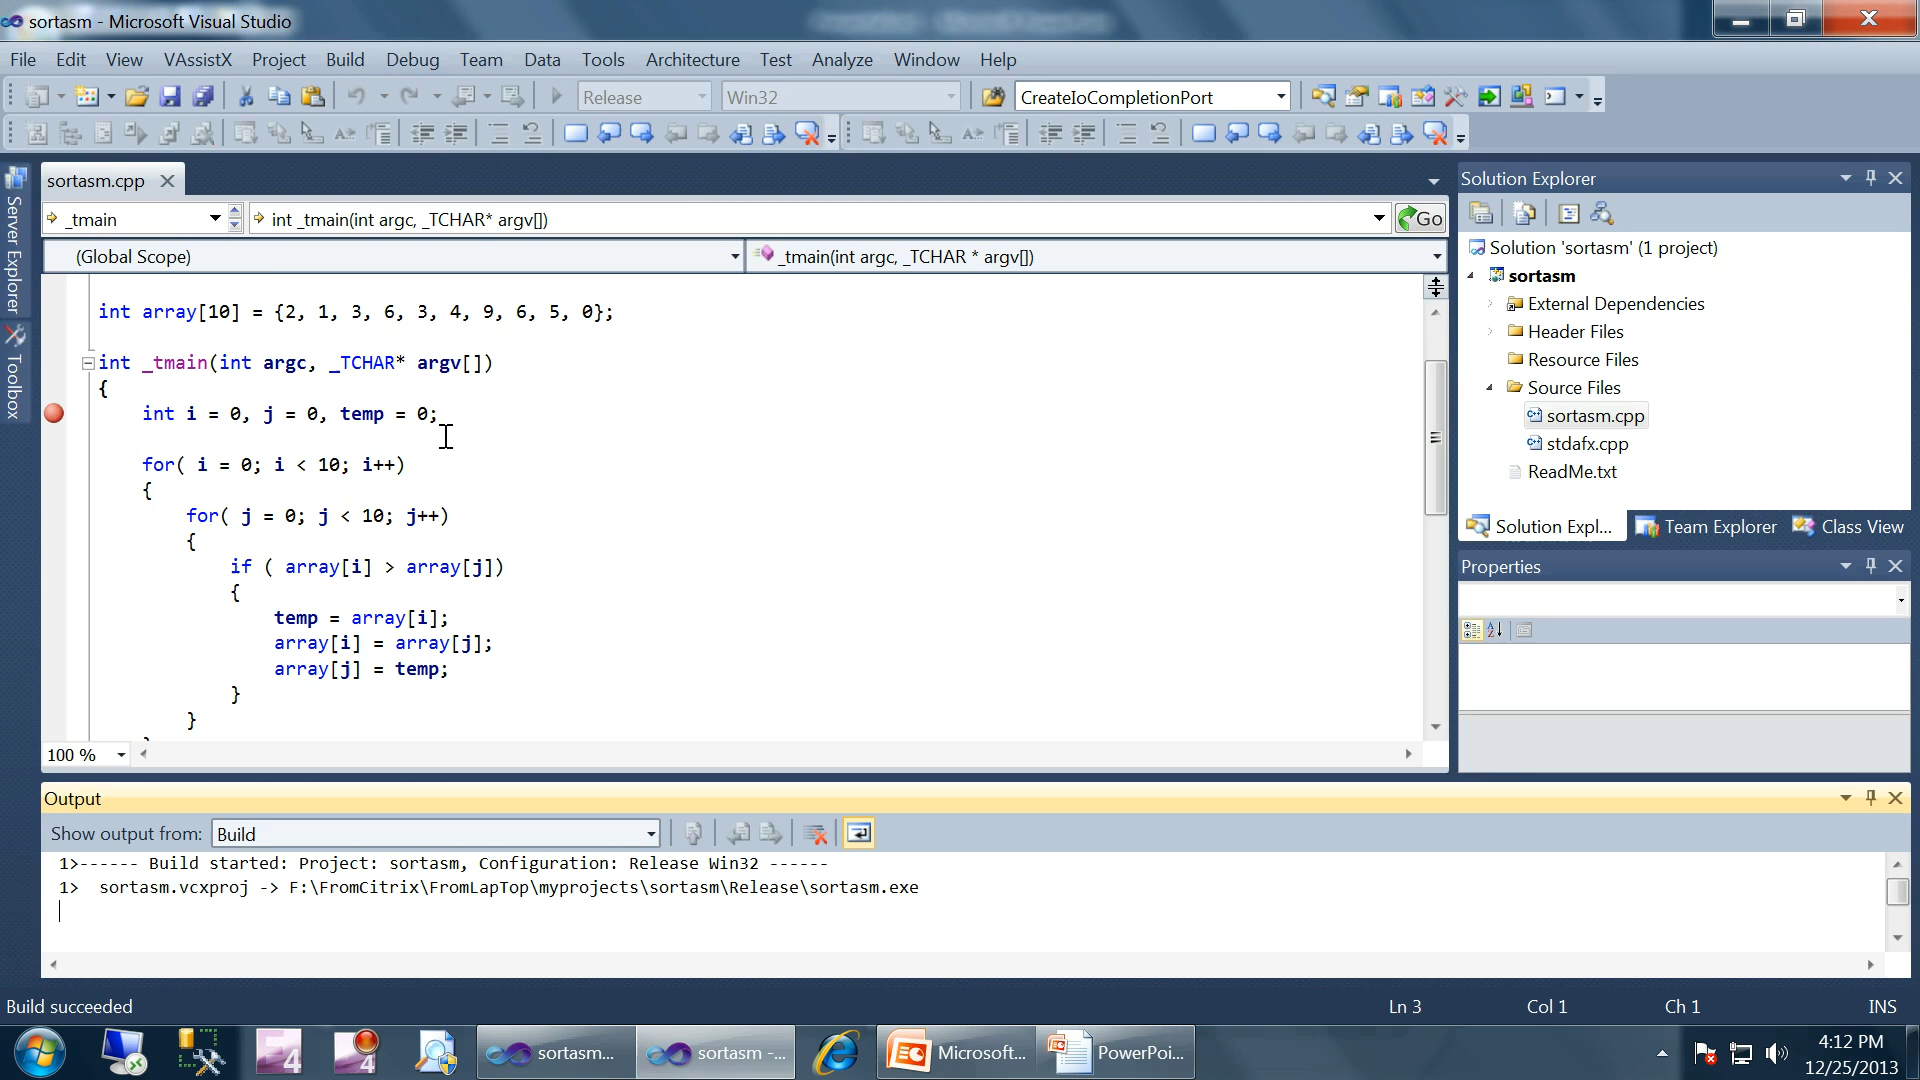 sortasm - Microsoft Visual Studio
File Edit View VAssistX Project Build Debug Team Data Tools Architecture Test Analyze Window Help
Release Win32 CreateIoCompletionPort
Server Explorer
Toolbox
sortasm.cpp
_tmain int _tmain(int argc, _TCHAR* argv[]) Go
(Global Scope) _tmain(int argc, _TCHAR * argv[])
int array[10] = {2, 1, 3, 6, 3, 4, 9, 6, 5, 0};
int _tmain(int argc, _TCHAR* argv[])
{
int i = 0, j = 0, temp = 0;
for( i = 0; i < 10; i++)
{
for( j = 0; j < 10; j++)
{
if ( array[i] > array[j])
{
temp = array[i];
array[i] = array[j];
array[j] = temp;
}
}
100 %
Solution Explorer
Solution 'sortasm' (1 project)
sortasm
External Dependencies
Header Files
Resource Files
Source Files
sortasm.cpp
stdafx.cpp
ReadMe.txt
Solution Expl... Team Explorer Class View
Properties
Output
Show output from: Build
1>------ Build started: Project: sortasm, Configuration: Release Win32 ------
1>  sortasm.vcxproj -> F:\FromCitrix\FromLapTop\myprojects\sortasm\Release\sortasm.exe
Build succeeded Ln 3 Col 1 Ch 1 INS
sortasm... sortasm -... Microsoft... PowerPoi...
4:12 PM
12/25/2013